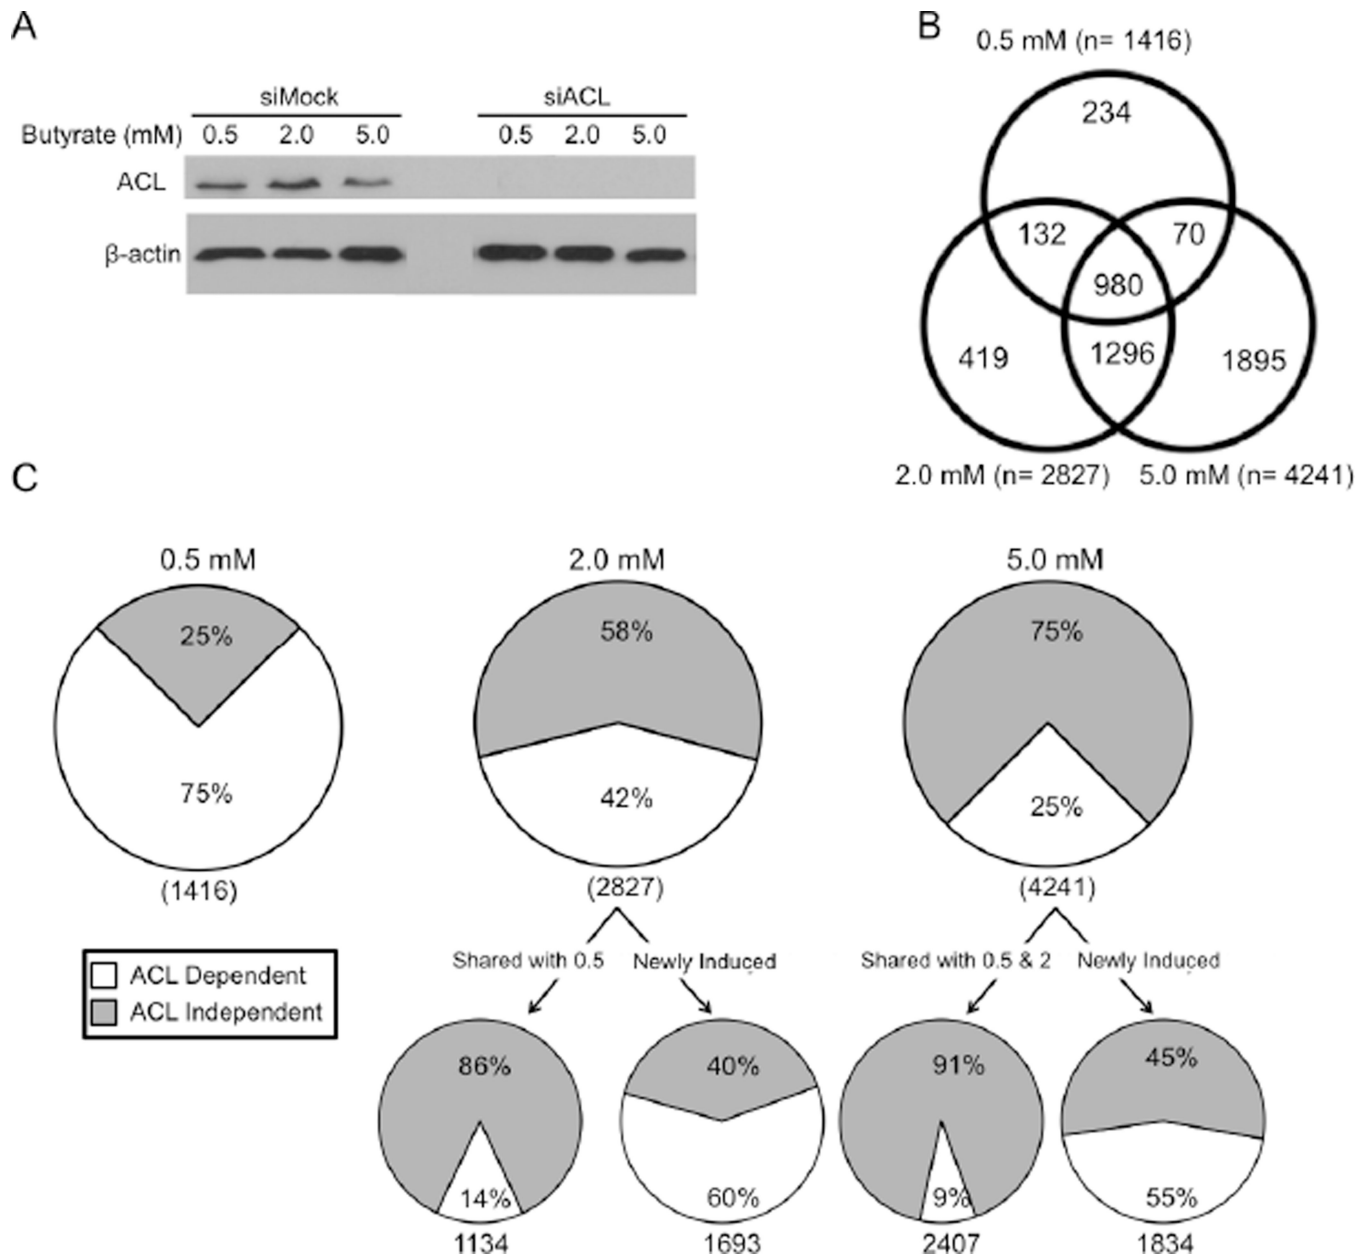 A
siMock siACL
Butyrate (mM) 0.5 2.0 5.0 0.5 2.0 5.0
ACL
β-actin
B
0.5 mM (n= 1416)
234
132 70
980
419 1296 1895
2.0 mM (n= 2827) 5.0 mM (n= 4241)
C
0.5 mM 2.0 mM 5.0 mM
25% 58% 75%
75% 42% 25%
(1416) (2827) (4241)
Shared with 0.5 Newly Induced Shared with 0.5 & 2 Newly Induced
ACL Dependent
ACL Independent
86% 40% 91% 45%
14% 60% 9% 55%
1134 1693 2407 1834